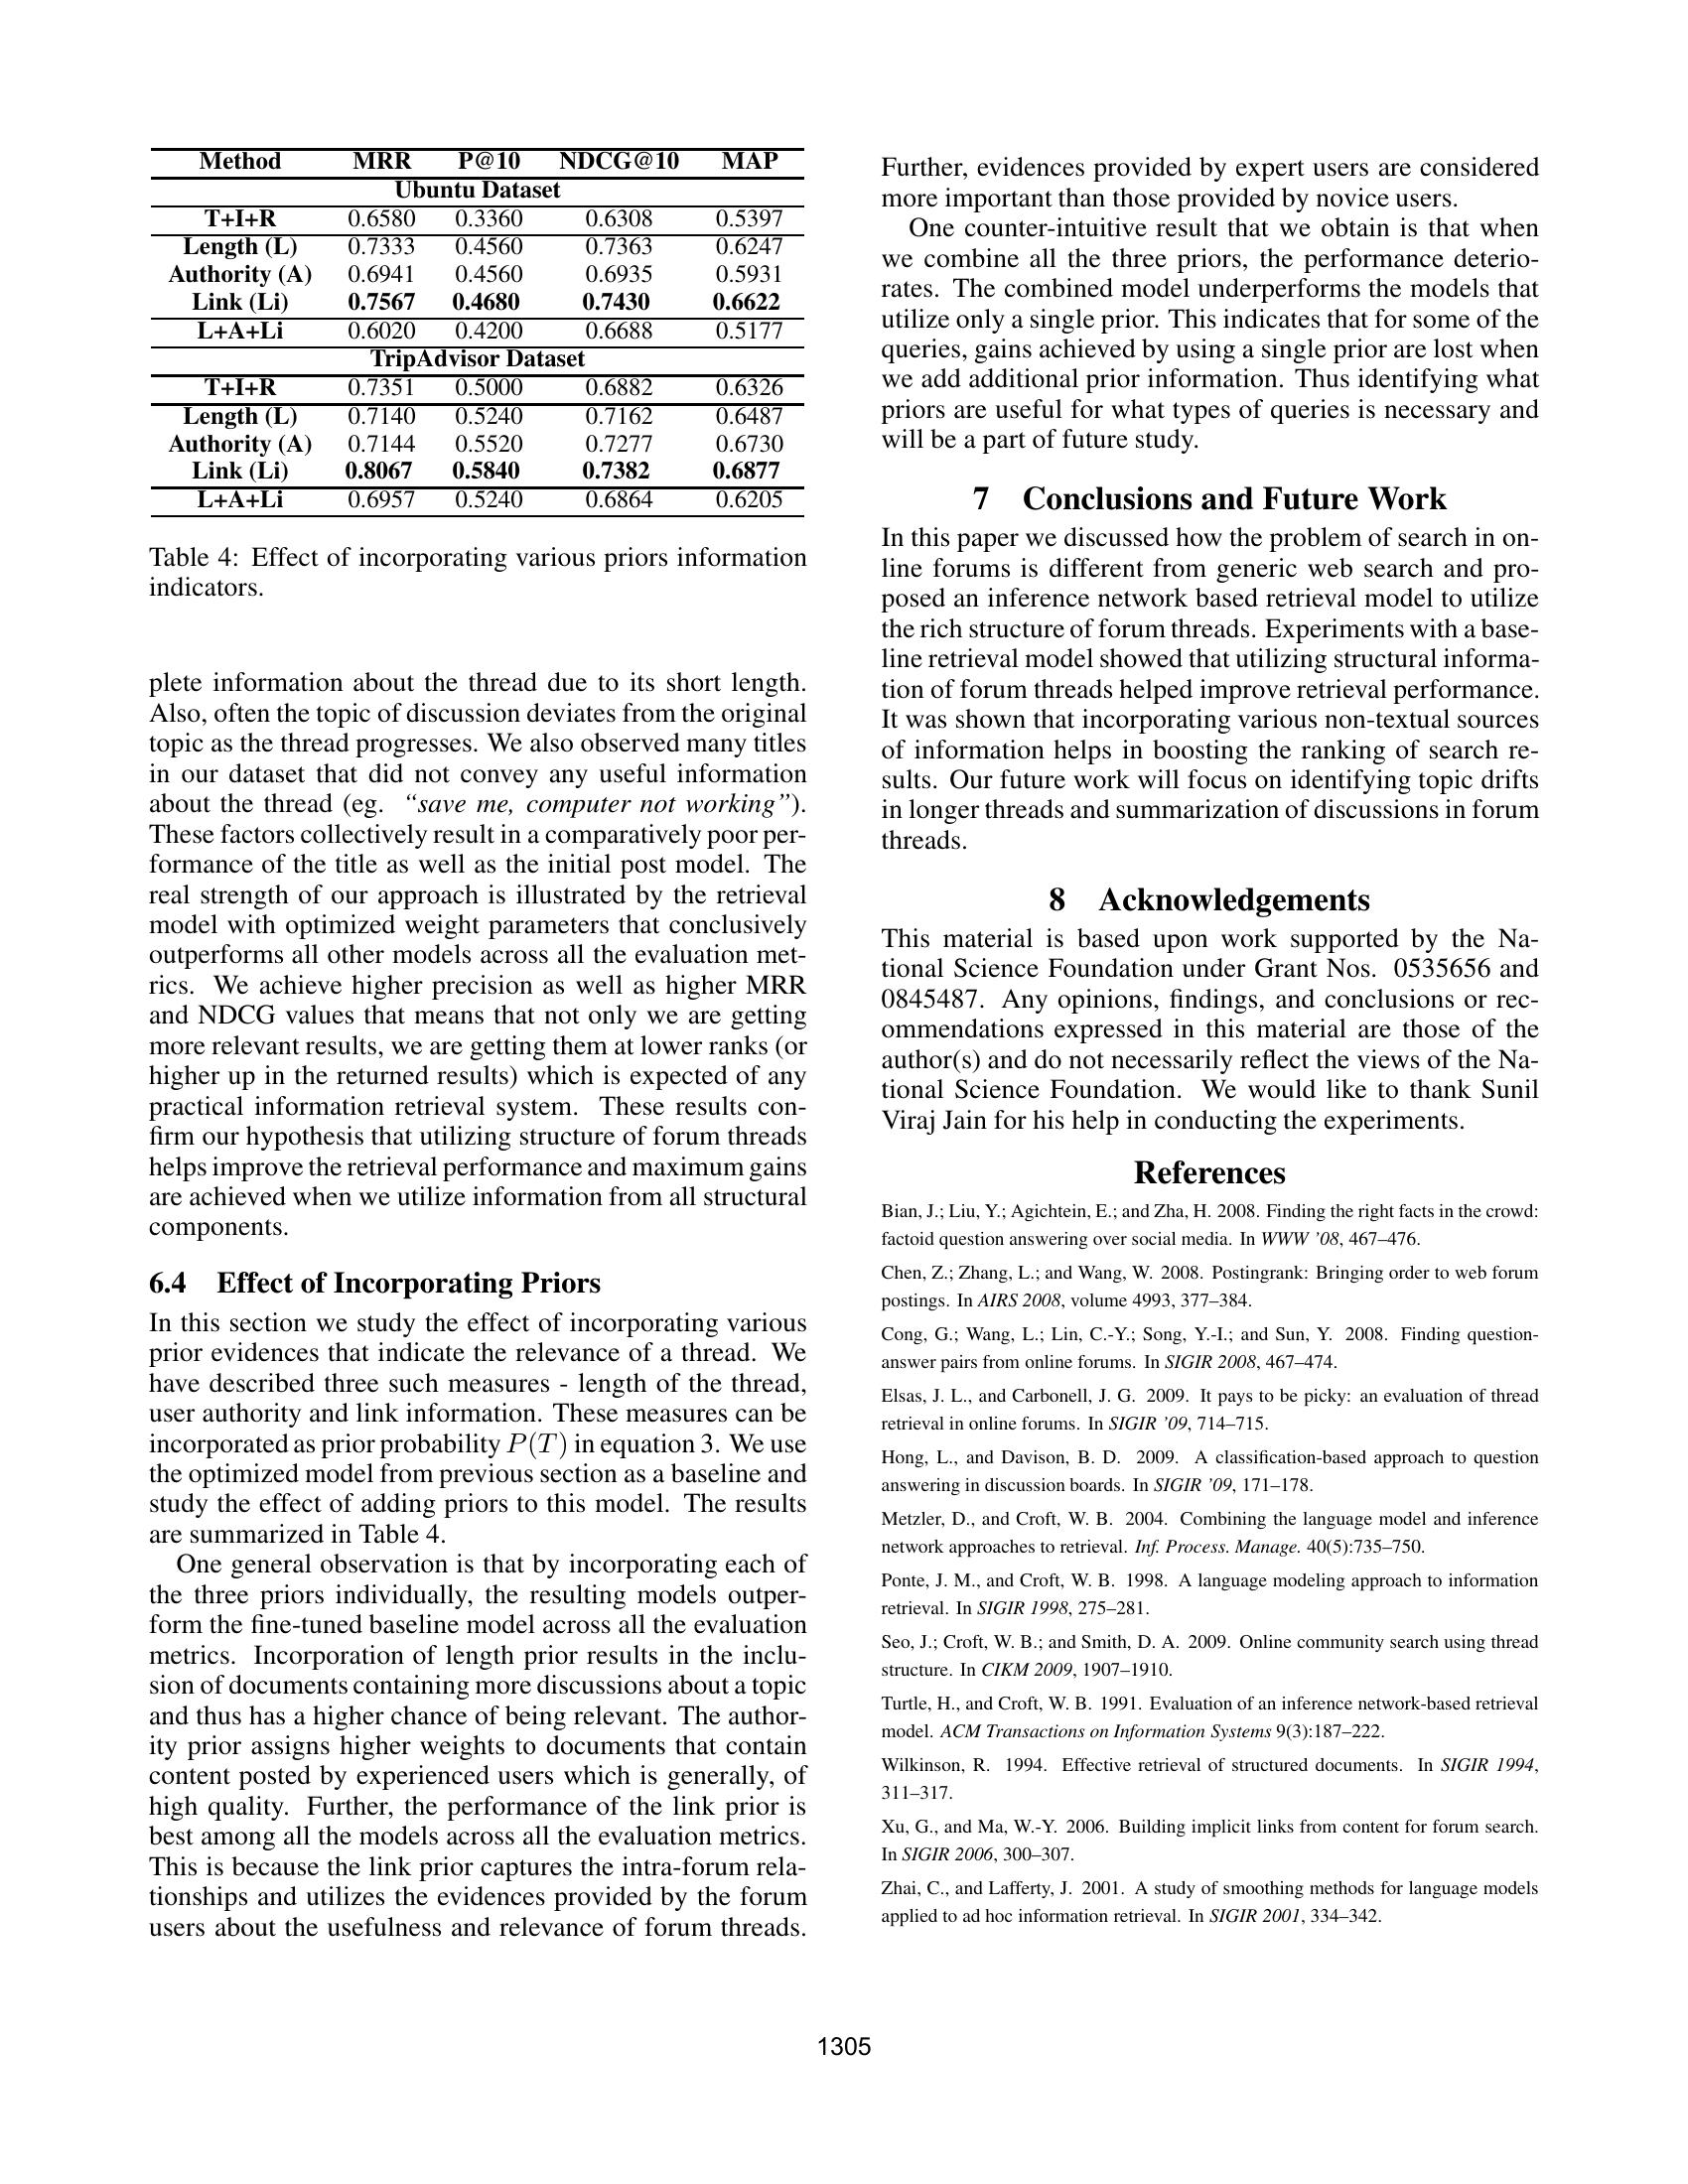 Method MRR P@10 NDCG@10 MAP
Ubuntu Dataset
T+I+R 0.6580 0.3360 0.6308 0.5397
Length (L) 0.7333 0.4560 0.7363 0.6247
Authority (A) 0.6941 0.4560 0.6935 0.5931
Link (Li) 0.7567 0.4680 0.7430 0.6622
L+A+Li 0.6020 0.4200 0.6688 0.5177
TripAdvisor Dataset
T+I+R 0.7351 0.5000 0.6882 0.6326
Length (L) 0.7140 0.5240 0.7162 0.6487
Authority (A) 0.7144 0.5520 0.7277 0.6730
Link (Li) 0.8067 0.5840 0.7382 0.6877
L+A+Li 0.6957 0.5240 0.6864 0.6205
Table 4: Effect of incorporating various priors information
indicators.
plete information about the thread due to its short length.
Also, often the topic of discussion deviates from the original
topic as the thread progresses. We also observed many titles
in our dataset that did not convey any useful information
about the thread (eg. “save me, computer not working”).
These factors collectively result in a comparatively poor per-
formance of the title as well as the initial post model. The
real strength of our approach is illustrated by the retrieval
model with optimized weight parameters that conclusively
outperforms all other models across all the evaluation met-
rics. We achieve higher precision as well as higher MRR
and NDCG values that means that not only we are getting
more relevant results, we are getting them at lower ranks (or
higher up in the returned results) which is expected of any
practical information retrieval system. These results con-
firm our hypothesis that utilizing structure of forum threads
helps improve the retrieval performance and maximum gains
are achieved when we utilize information from all structural
components.
6.4 Effect of Incorporating Priors
In this section we study the effect of incorporating various
prior evidences that indicate the relevance of a thread. We
have described three such measures - length of the thread,
user authority and link information. These measures can be
incorporated as prior probability P(T) in equation 3. We use
the optimized model from previous section as a baseline and
study the effect of adding priors to this model. The results
are summarized in Table 4.
One general observation is that by incorporating each of
the three priors individually, the resulting models outper-
form the fine-tuned baseline model across all the evaluation
metrics. Incorporation of length prior results in the inclu-
sion of documents containing more discussions about a topic
and thus has a higher chance of being relevant. The author-
ity prior assigns higher weights to documents that contain
content posted by experienced users which is generally, of
high quality. Further, the performance of the link prior is
best among all the models across all the evaluation metrics.
This is because the link prior captures the intra-forum rela-
tionships and utilizes the evidences provided by the forum
users about the usefulness and relevance of forum threads.
Further, evidences provided by expert users are considered
more important than those provided by novice users.
One counter-intuitive result that we obtain is that when
we combine all the three priors, the performance deterio-
rates. The combined model underperforms the models that
utilize only a single prior. This indicates that for some of the
queries, gains achieved by using a single prior are lost when
we add additional prior information. Thus identifying what
priors are useful for what types of queries is necessary and
will be a part of future study.
7 Conclusions and Future Work
In this paper we discussed how the problem of search in on-
line forums is different from generic web search and pro-
posed an inference network based retrieval model to utilize
the rich structure of forum threads. Experiments with a base-
line retrieval model showed that utilizing structural informa-
tion of forum threads helped improve retrieval performance.
It was shown that incorporating various non-textual sources
of information helps in boosting the ranking of search re-
sults. Our future work will focus on identifying topic drifts
in longer threads and summarization of discussions in forum
threads.
8 Acknowledgements
This material is based upon work supported by the Na-
tional Science Foundation under Grant Nos. 0535656 and
0845487. Any opinions, findings, and conclusions or rec-
ommendations expressed in this material are those of the
author(s) and do not necessarily reflect the views of the Na-
tional Science Foundation. We would like to thank Sunil
Viraj Jain for his help in conducting the experiments.
References
Bian, J.; Liu, Y.; Agichtein, E.; and Zha, H. 2008. Finding the right facts in the crowd:
factoid question answering over social media. In WWW ’08, 467–476.
Chen, Z.; Zhang, L.; and Wang, W. 2008. Postingrank: Bringing order to web forum
postings. In AIRS 2008, volume 4993, 377–384.
Cong, G.; Wang, L.; Lin, C.-Y.; Song, Y.-I.; and Sun, Y. 2008. Finding question-
answer pairs from online forums. In SIGIR 2008, 467–474.
Elsas, J. L., and Carbonell, J. G. 2009. It pays to be picky: an evaluation of thread
retrieval in online forums. In SIGIR ’09, 714–715.
Hong, L., and Davison, B. D. 2009. A classification-based approach to question
answering in discussion boards. In SIGIR ’09, 171–178.
Metzler, D., and Croft, W. B. 2004. Combining the language model and inference
network approaches to retrieval. Inf. Process. Manage. 40(5):735–750.
Ponte, J. M., and Croft, W. B. 1998. A language modeling approach to information
retrieval. In SIGIR 1998, 275–281.
Seo, J.; Croft, W. B.; and Smith, D. A. 2009. Online community search using thread
structure. In CIKM 2009, 1907–1910.
Turtle, H., and Croft, W. B. 1991. Evaluation of an inference network-based retrieval
model. ACM Transactions on Information Systems 9(3):187–222.
Wilkinson, R. 1994. Effective retrieval of structured documents. In SIGIR 1994,
311–317.
Xu, G., and Ma, W.-Y. 2006. Building implicit links from content for forum search.
In SIGIR 2006, 300–307.
Zhai, C., and Lafferty, J. 2001. A study of smoothing methods for language models
applied to ad hoc information retrieval. In SIGIR 2001, 334–342.
1305